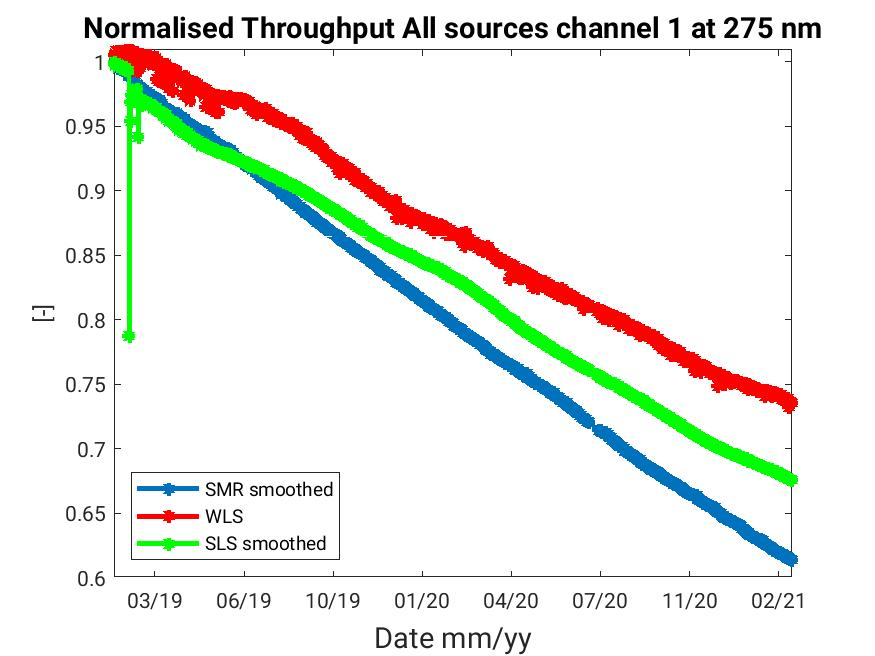 Normalised Throughput All sources channel 1 at 275 nm
1
0.95
0.9
0.85
0.8
0.75
0.7
0.65
0.6
[-]
SMR smoothed
WLS
SLS smoothed
03/19 06/19 10/19 01/20 04/20 07/20 11/20 02/21
Date mm/yy